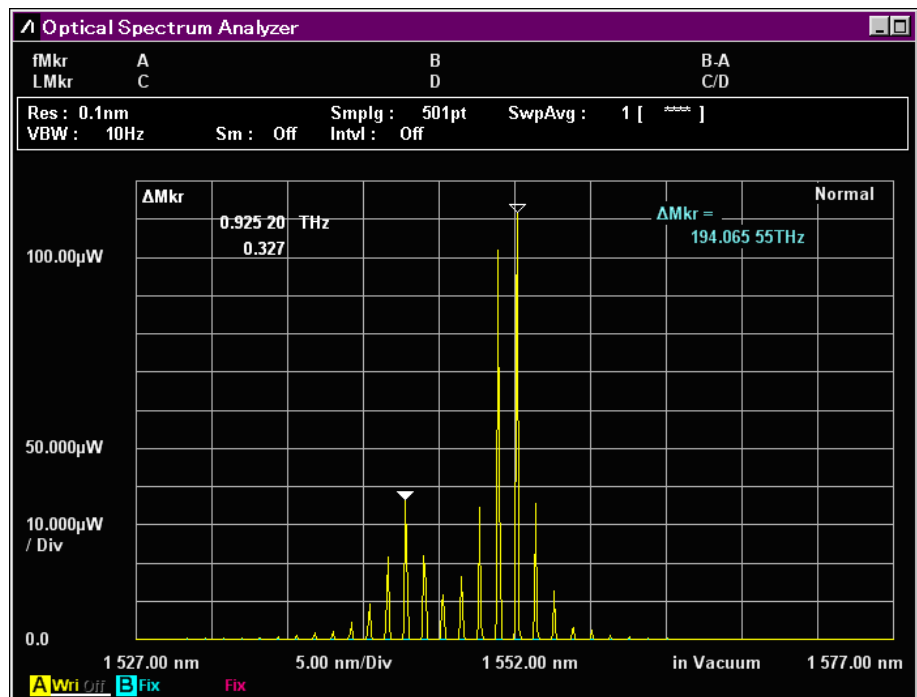 Optical Spectrum Analyzer
fMkr A B B-A
LMkr C D C/D
Res : 0.1nm Smplg : 501pt SwpAvg : 1 [ **** ]
VBW : 10Hz Sm : Off Intvl : Off
ΔMkr Normal
0.925 20 THz ΔMkr =
0.327 194.065 55THz
100.00µW
50.000µW
10.000µW
/ Div
0.0
1 527.00 nm 5.00 nm/Div 1 552.00 nm in Vacuum 1 577.00 nm
A Wri Off B Fix Fix